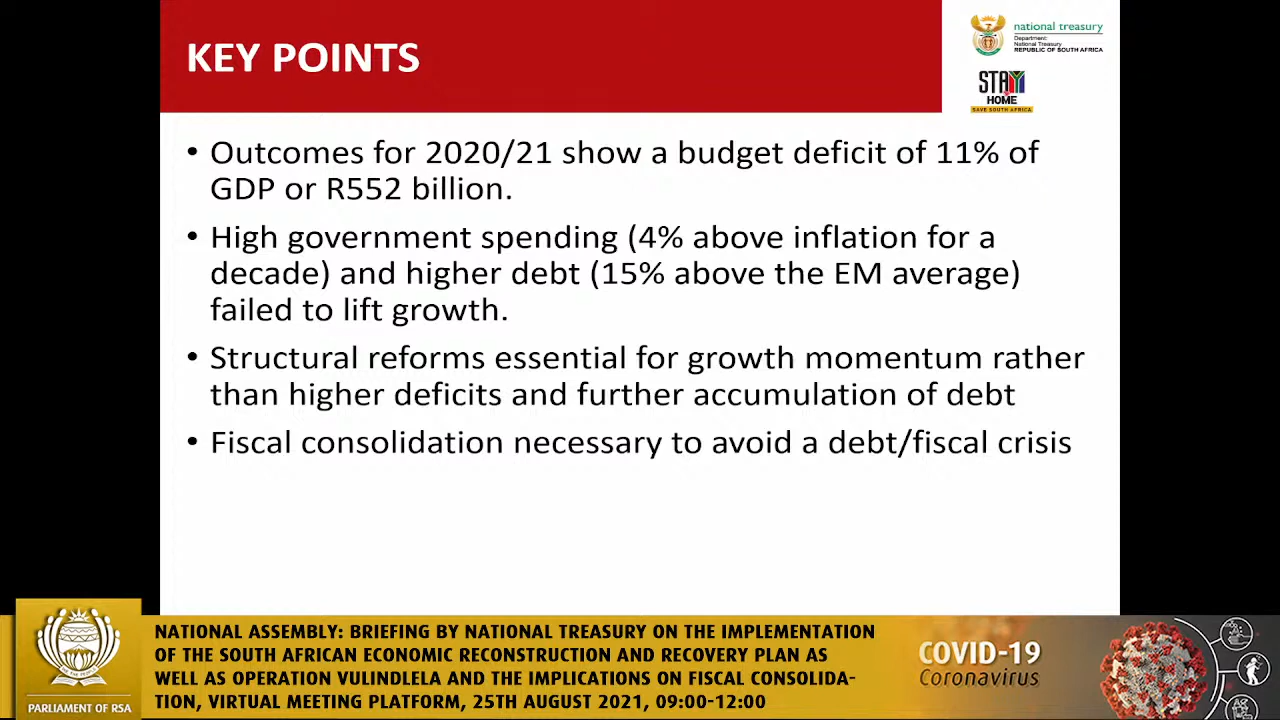 KEY POINTS
national treasury
Department:
National Treasury
REPUBLIC OF SOUTH AFRICA
STAY
HOME
SAVE SOUTH AFRICA
• Outcomes for 2020/21 show a budget deficit of 11% of
GDP or R552 billion.
• High government spending (4% above inflation for a
decade) and higher debt (15% above the EM average)
failed to lift growth.
• Structural reforms essential for growth momentum rather
than higher deficits and further accumulation of debt
• Fiscal consolidation necessary to avoid a debt/fiscal crisis
NATIONAL ASSEMBLY: BRIEFING BY NATIONAL TREASURY ON THE IMPLEMENTATION
OF THE SOUTH AFRICAN ECONOMIC RECONSTRUCTION AND RECOVERY PLAN AS
WELL AS OPERATION VULINDLELA AND THE IMPLICATIONS ON FISCAL CONSOLIDA-
TION, VIRTUAL MEETING PLATFORM, 25TH AUGUST 2021, 09:00-12:00
PARLIAMENT OF RSA
COVID-19
Coronavirus